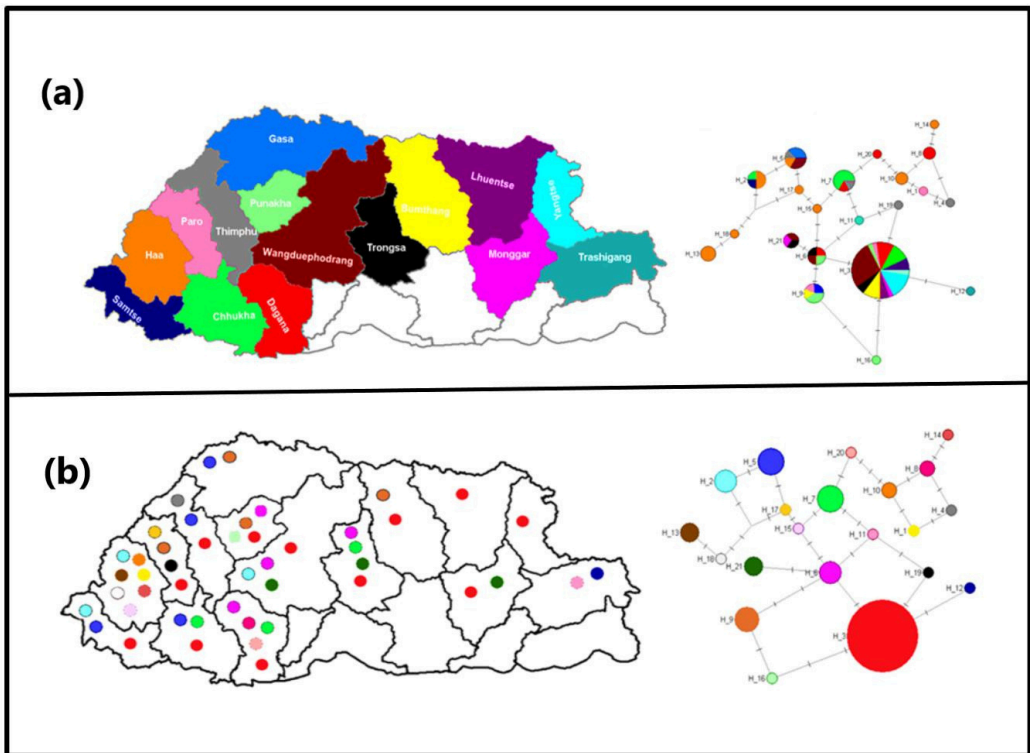 (a)
Gasa
Punakha
Paro
Thimphu
Haa
Wangduephodrang
Trongsa
Bumthang
Lhuentse
Yangtse
Monggar
Trashigang
Samtse
Chhukha
Dagana
H_14
H_20
H_8
H_5
H_2
H_7
H_10
H_1
H_4
H_17
H_15
H_11
H_19
H_18
H_13
H_21
H_6
H_3
H_9
H_12
H_16
(b)
H_14
H_20
H_5
H_8
H_2
H_7
H_10
H_17
H_4
H_13
H_15
H_11
H_1
H_18
H_21
H_6
H_19
H_12
H_9
H_3
H_16